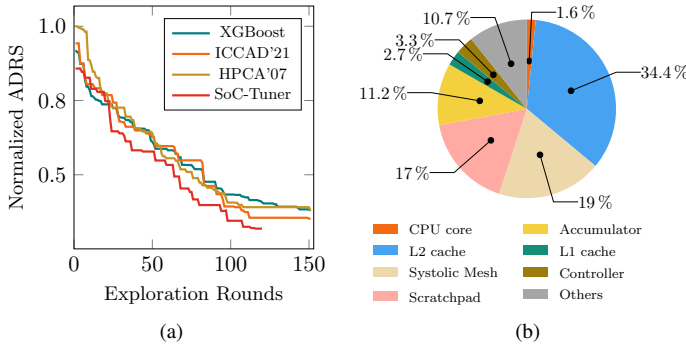 Normalized ADRS
1.0
0.8
0.5
0
50
100
150
Exploration Rounds
XGBoost
ICCAD'21
HPCA'07
SoC-Tuner
(a)
10.7 %
1.6 %
3.3 %
2.7 %
34.4 %
11.2 %
17 %
19 %
CPU core
Accumulator
L2 cache
L1 cache
Systolic Mesh
Controller
Scratchpad
Others
(b)